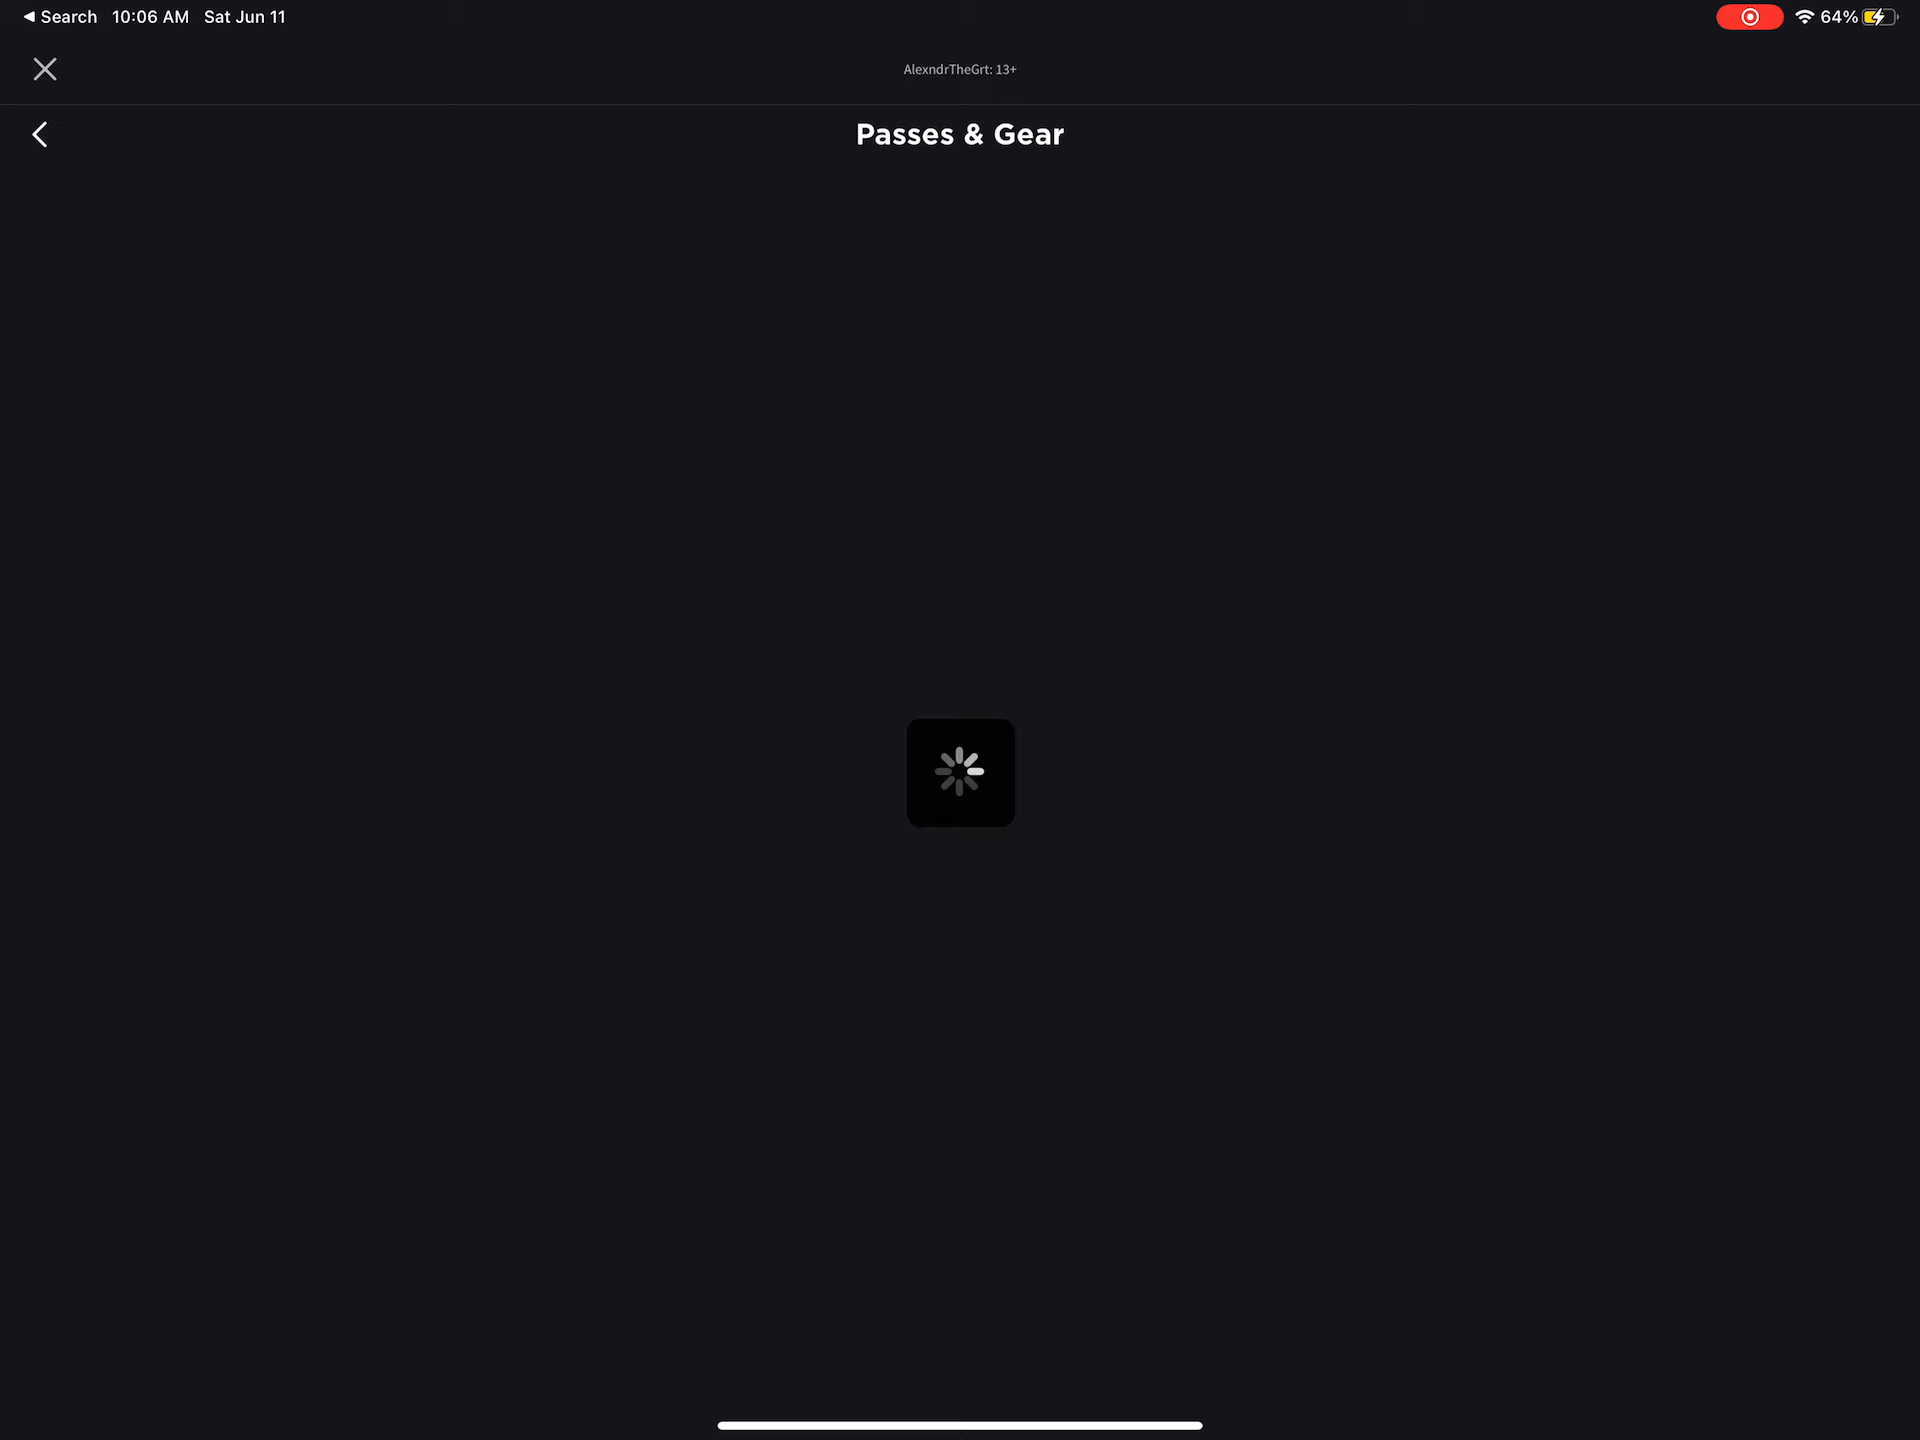 ◀ Search 10:06 AM Sat Jun 11 64%
AlexndrTheGrt: 13+
Passes & Gear